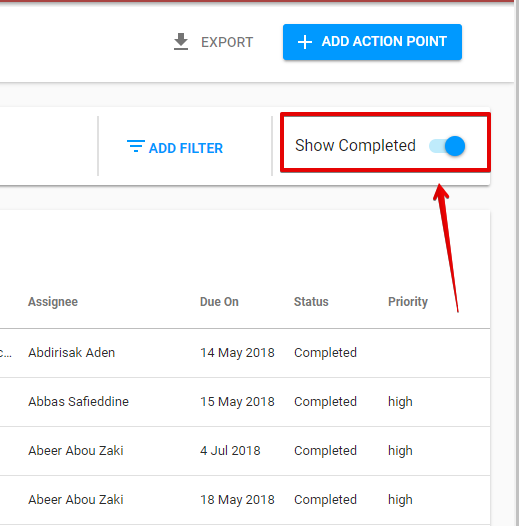 EXPORT
ADD ACTION POINT
ADD FILTER
Show Completed
Assignee Due On Status Priority
c... Abdirisak Aden 14 May 2018 Completed
Abbas Safieddine 15 May 2018 Completed high
Abeer Abou Zaki 4 Jul 2018 Completed high
Abeer Abou Zaki 18 May 2018 Completed high